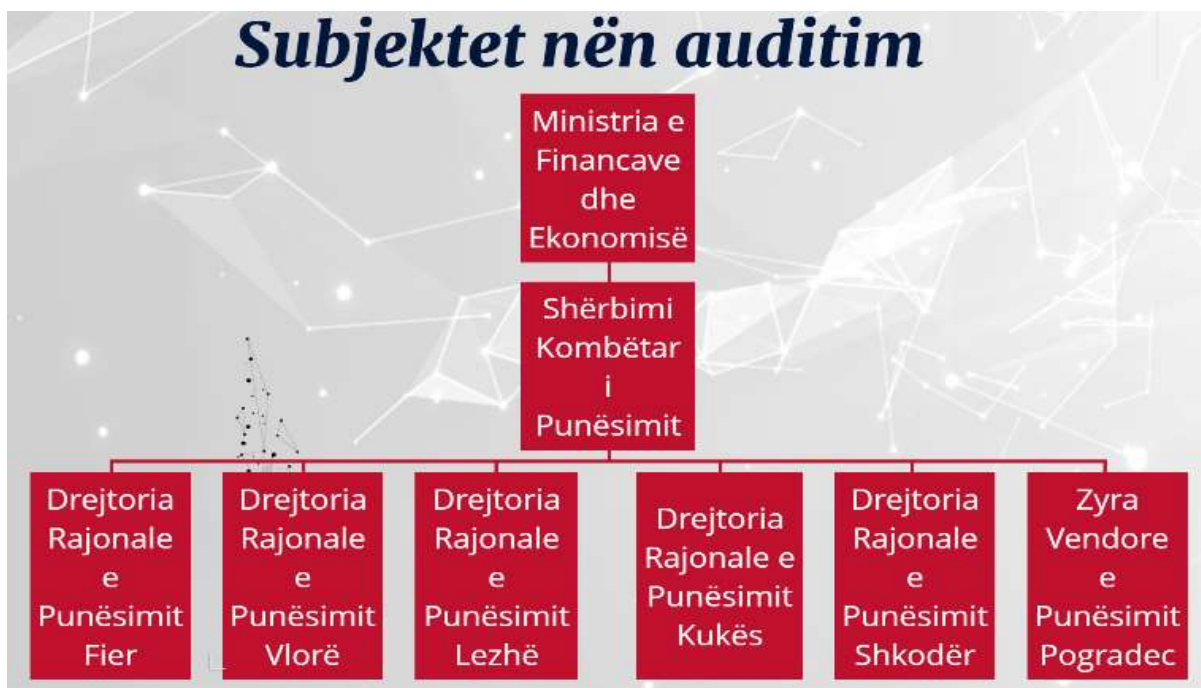 Subjektet nën auditim
Ministria e
Financave
dhe
Ekonomisë
Shërbimi
Kombëtar
i
Punësimit
Drejtoria
Rajonale
e
Punësimit
Fier
Drejtoria
Rajonale
e
Punësimit
Vlorë
Drejtoria
Rajonale
e
Punësimit
Lezhë
Drejtoria
Rajonale e
Punësimit
Kukës
Drejtoria
Rajonale
e
Punësimit
Shkodër
Zyra
Vendore
e
Punësimit
Pogradec